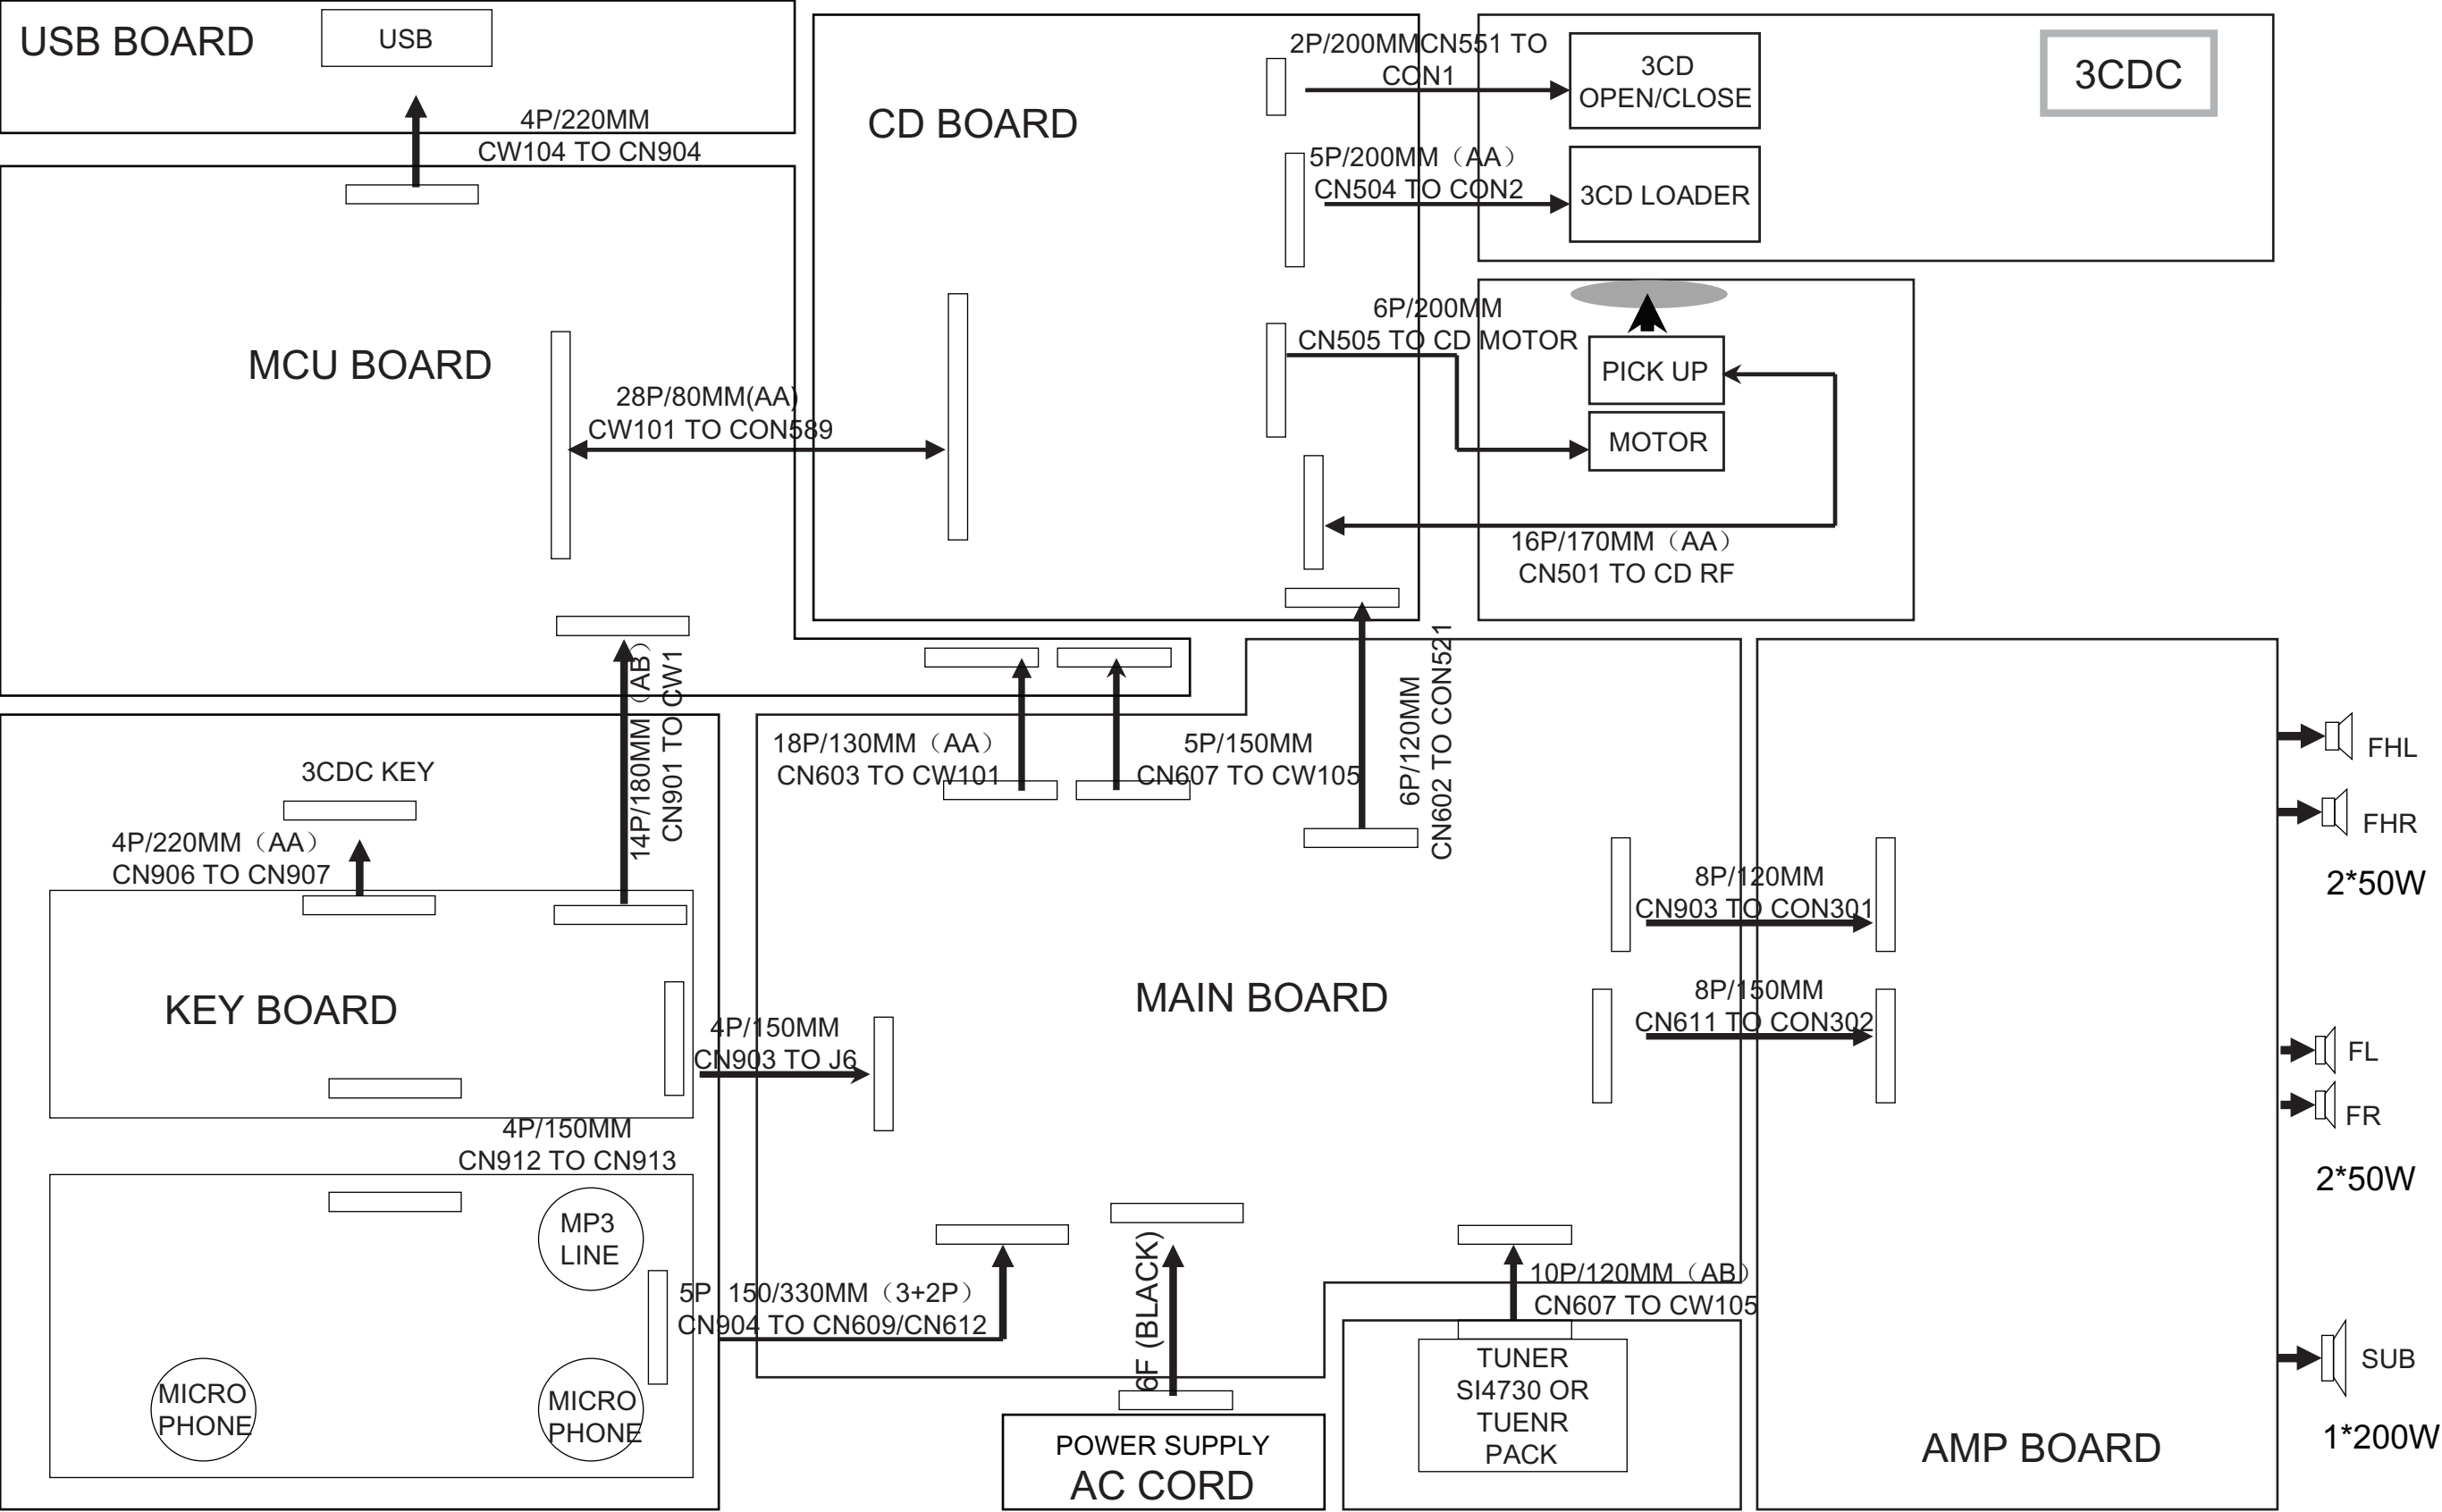 USB BOARD
USB
4P/220MM
CW104 TO CN904
MCU BOARD
28P/80MM(AA)
CW101 TO CON589
CD BOARD
2P/200MMCN551 TO
CON1
5P/200MM（AA）
CN504 TO CON2
6P/200MM
CN505 TO CD MOTOR
16P/170MM（AA）
CN501 TO CD RF
3CD
OPEN/CLOSE
3CD LOADER
3CDC
PICK UP
MOTOR
14P/180MM（AB）
CN901 TO CW1
3CDC KEY
4P/220MM（AA）
CN906 TO CN907
KEY BOARD
4P/150MM
CN903 TO J6
4P/150MM
CN912 TO CN913
MP3
LINE
MICRO
PHONE
MICRO
PHONE
5P  150/330MM（3+2P）
CN904 TO CN609/CN612
18P/130MM（AA）
CN603 TO CW101
5P/150MM
CN607 TO CW105
6P/120MM
CN602 TO CON521
MAIN BOARD
8P/120MM
CN903 TO CON301
8P/150MM
CN611 TO CON302
6F (BLACK)
POWER SUPPLY
AC CORD
10P/120MM（AB）
CN607 TO CW105
TUNER
SI4730 OR
TUENR
PACK
AMP BOARD
FHL
FHR
2*50W
FL
FR
2*50W
SUB
1*200W